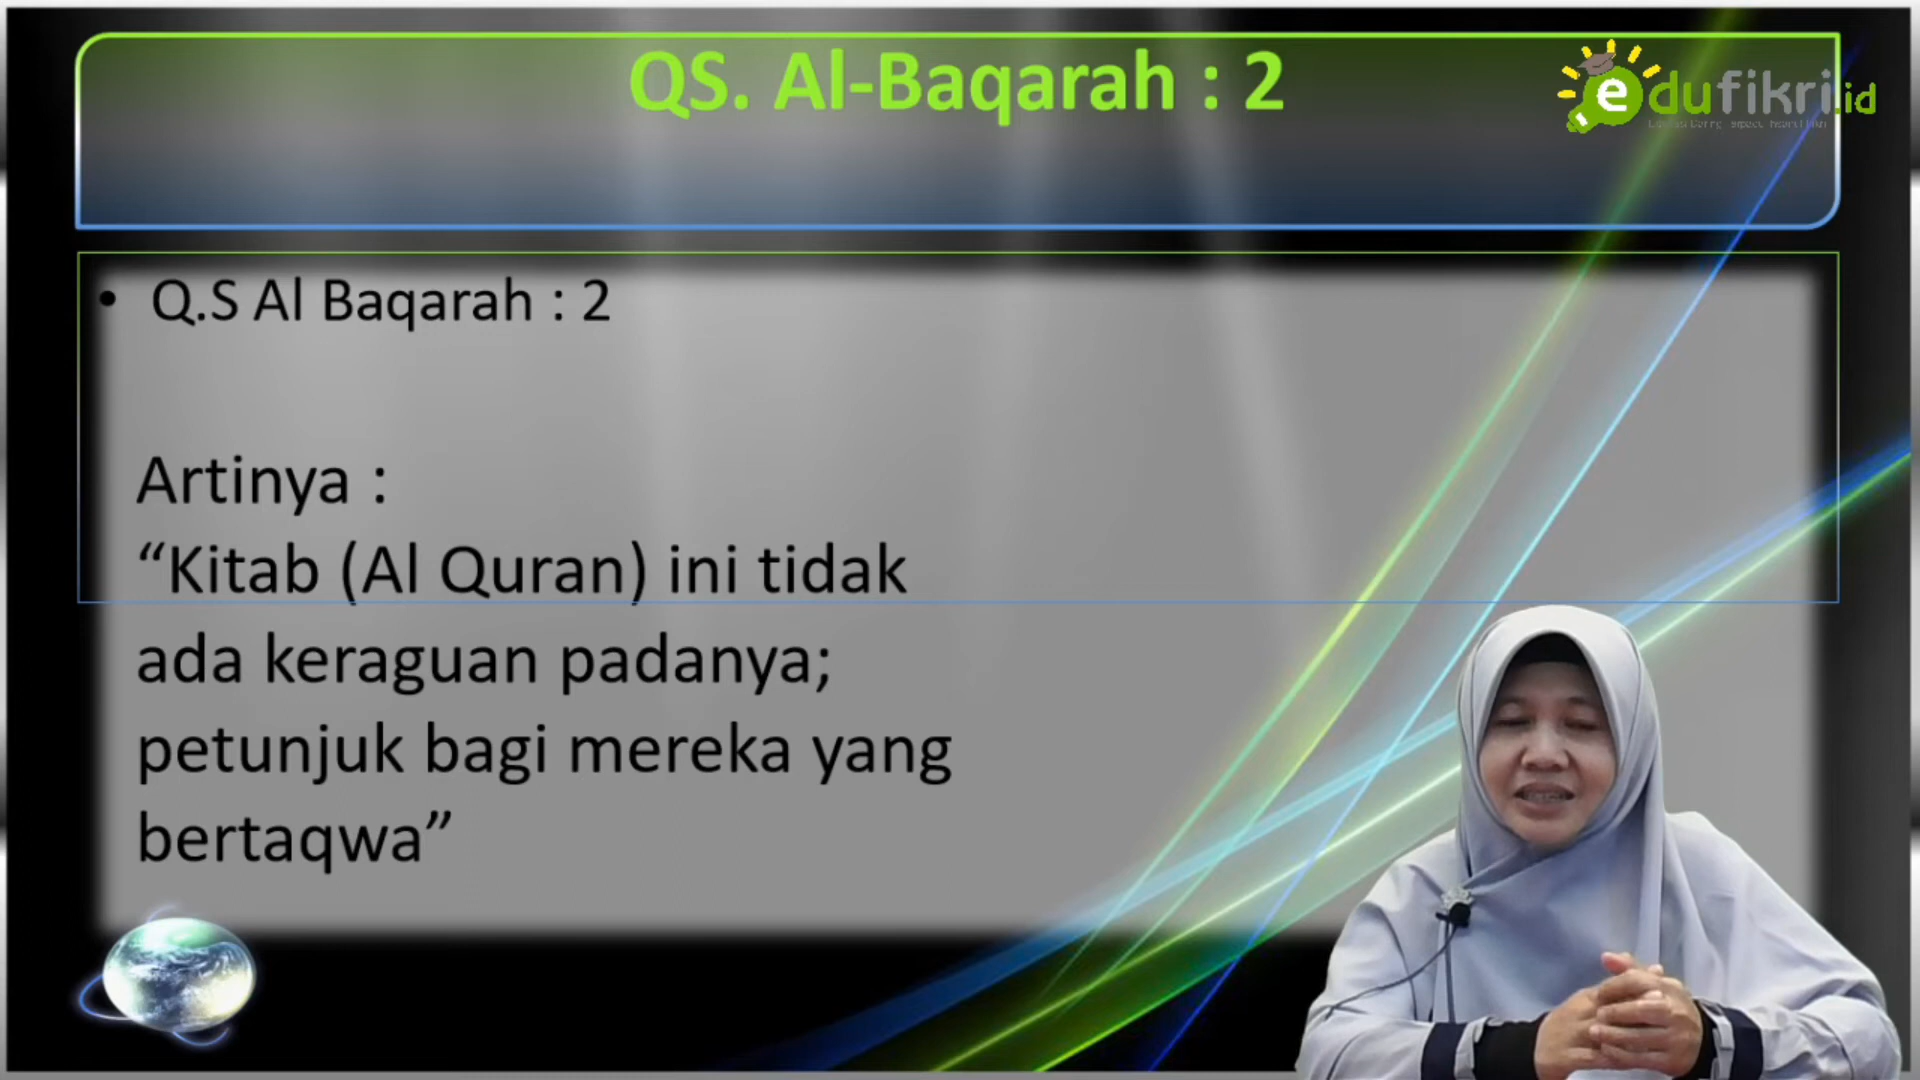 QS. Al-Baqarah : 2
edufikri.id
• Q.S Al Baqarah : 2
Artinya :
“Kitab (Al Quran) ini tidak
ada keraguan padanya;
petunjuk bagi mereka yang
bertaqwa”